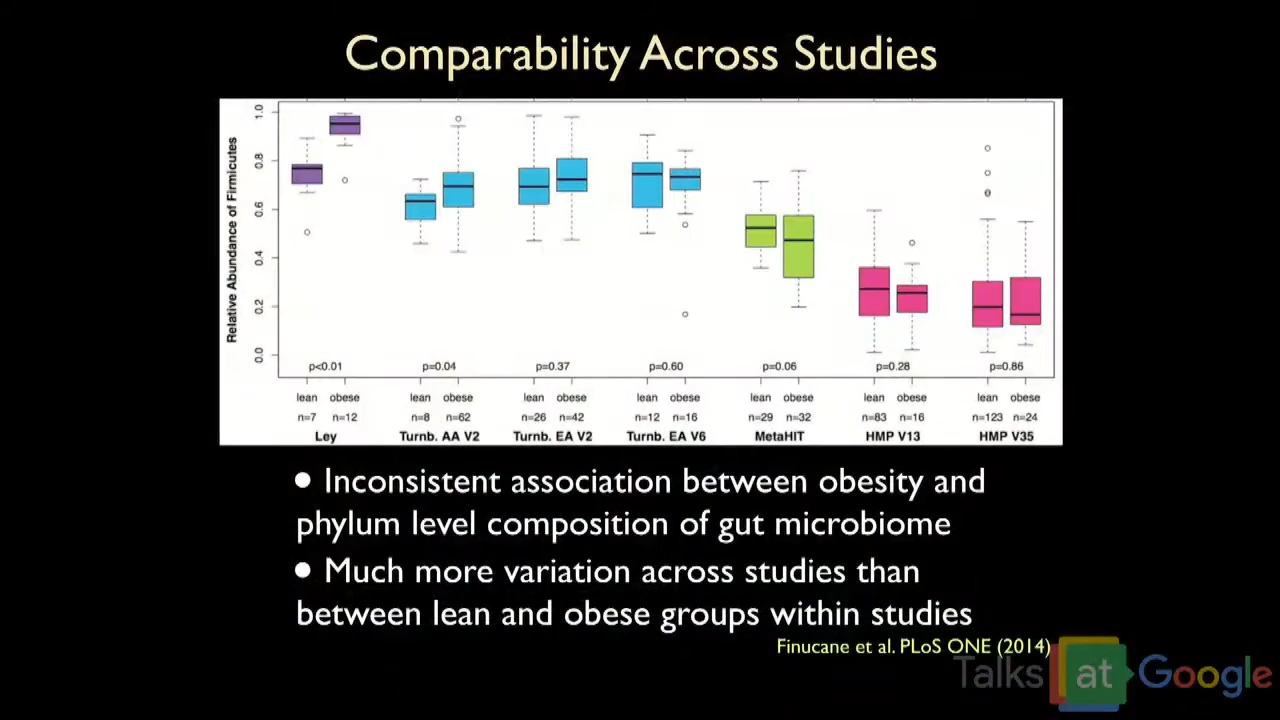 Comparability Across Studies
Relative Abundance of Firmicutes
1.0
0.8
0.6
0.4
0.2
0.0
p<0.01 p=0.04 p=0.37 p=0.60 p=0.06 p=0.28 p=0.86
lean obese lean obese lean obese lean obese lean obese lean obese lean obese
n=7 n=12 n=8 n=62 n=26 n=42 n=12 n=16 n=29 n=32 n=83 n=16 n=123 n=24
Ley Turnb. AA V2 Turnb. EA V2 Turnb. EA V6 MetaHIT HMP V13 HMP V35
• Inconsistent association between obesity and
phylum level composition of gut microbiome
• Much more variation across studies than
between lean and obese groups within studies
Finucane et al. PLoS ONE (2014)
Talks at Google